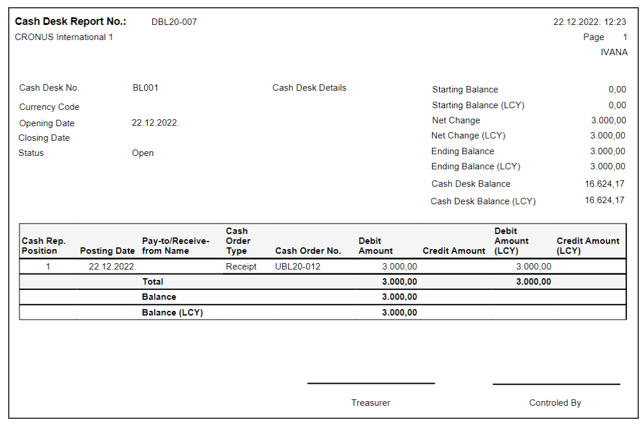 Cash Desk Report No.: DBL20-007 22.12.2022. 12:23
CRONUS International 1 Page 1
IVANA
Cash Desk No. BL001 Cash Desk Details Starting Balance 0,00
Currency Code Starting Balance (LCY) 0,00
Opening Date 22.12.2022. Net Change 3.000,00
Closing Date Net Change (LCY) 3.000,00
Status Open Ending Balance 3.000,00
Ending Balance (LCY) 3.000,00
Cash Desk Balance 16.624,17
Cash Desk Balance (LCY) 16.624,17
Cash Rep. Position Posting Date Pay-to/Receive-from Name Cash Order Type Cash Order No. Debit Amount Credit Amount Debit Amount (LCY) Credit Amount (LCY)
1 22.12.2022. Receipt UBL20-012 3.000,00 3.000,00
Total 3.000,00 3.000,00
Balance 3.000,00
Balance (LCY) 3.000,00
Treasurer Controled By